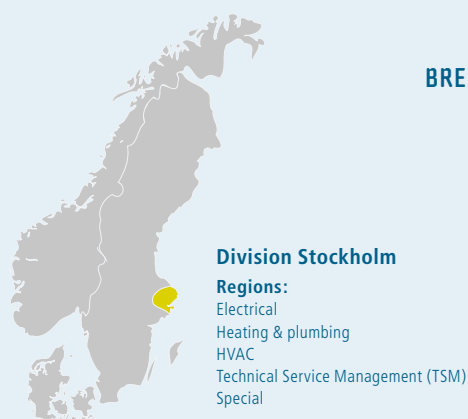 BRE
Division Stockholm
Regions:
Electrical
Heating & plumbing
HVAC
Technical Service Management (TSM)
Special